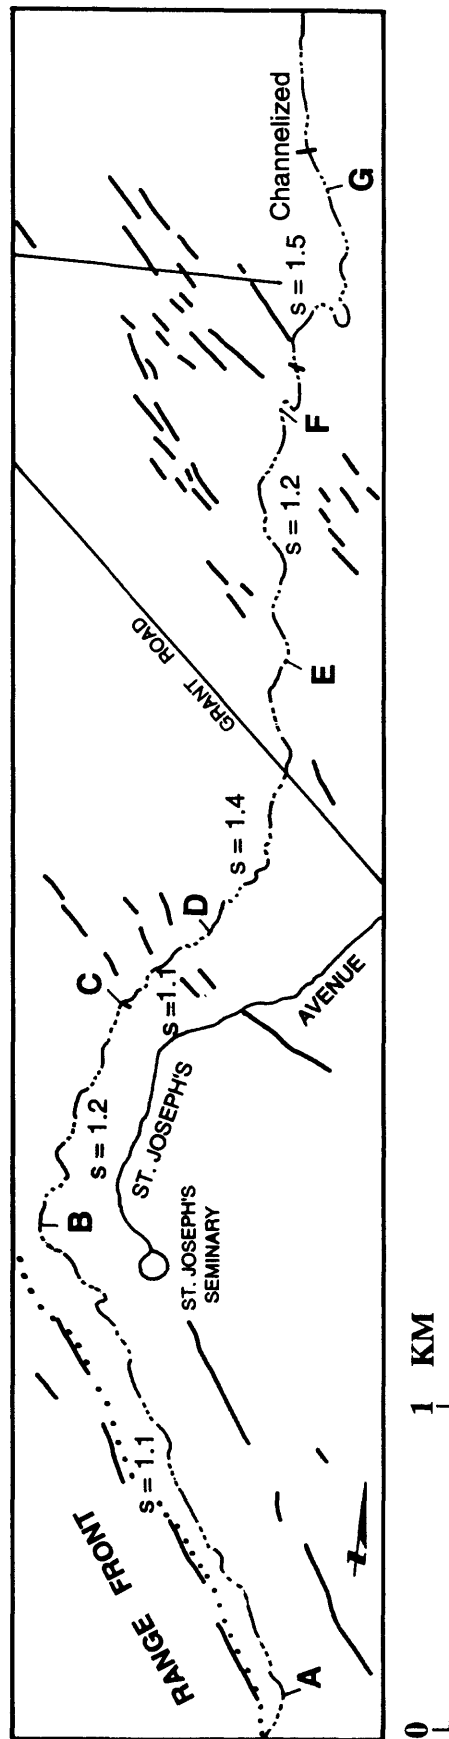 RANGE FRONT
A
s = 1.1
B
s = 1.2
C
s = 1.1
D
s = 1.4
E
s = 1.2
F
s = 1.5
G
Channelized
GRANT ROAD
ST. JOSEPH'S
AVENUE
ST. JOSEPH'S
SEMINARY
0
1 KM